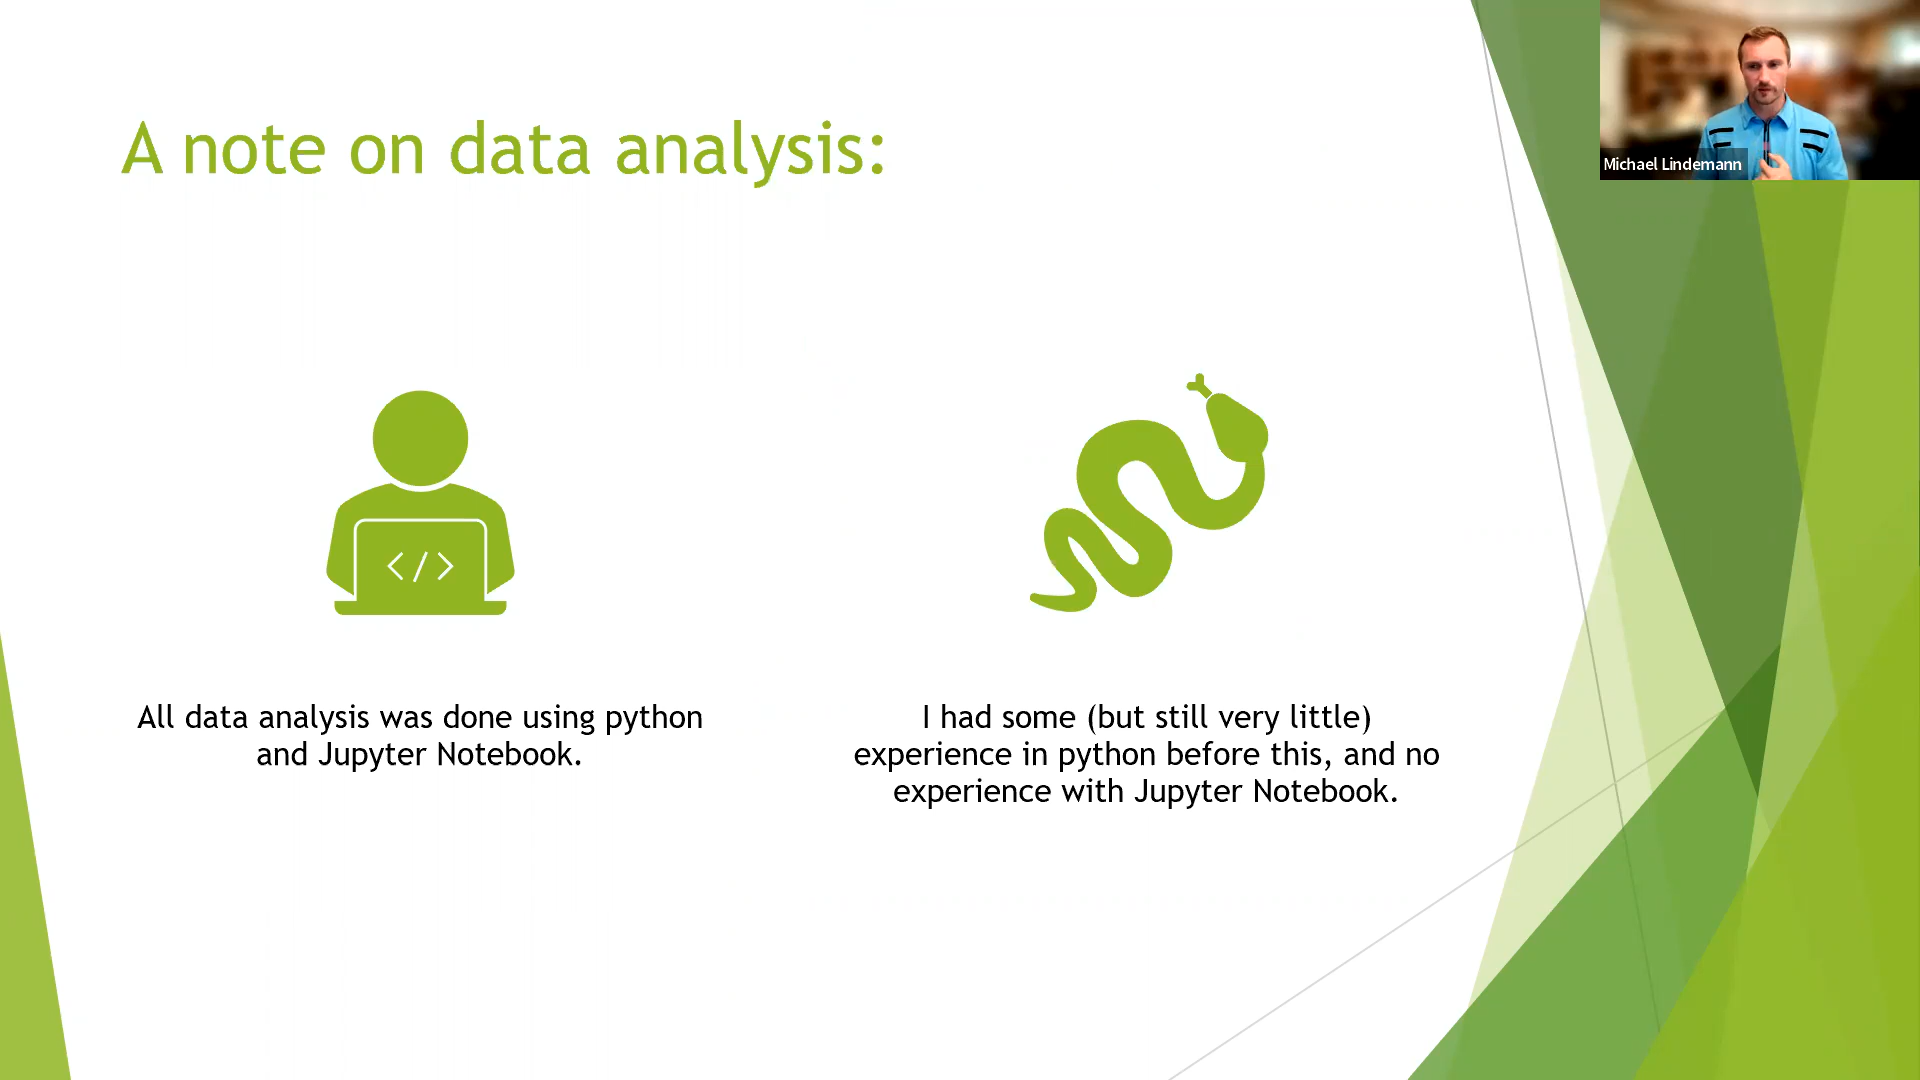 A note on data analysis:
Michael Lindemann
</>
All data analysis was done using python
and Jupyter Notebook.
I had some (but still very little)
experience in python before this, and no
experience with Jupyter Notebook.